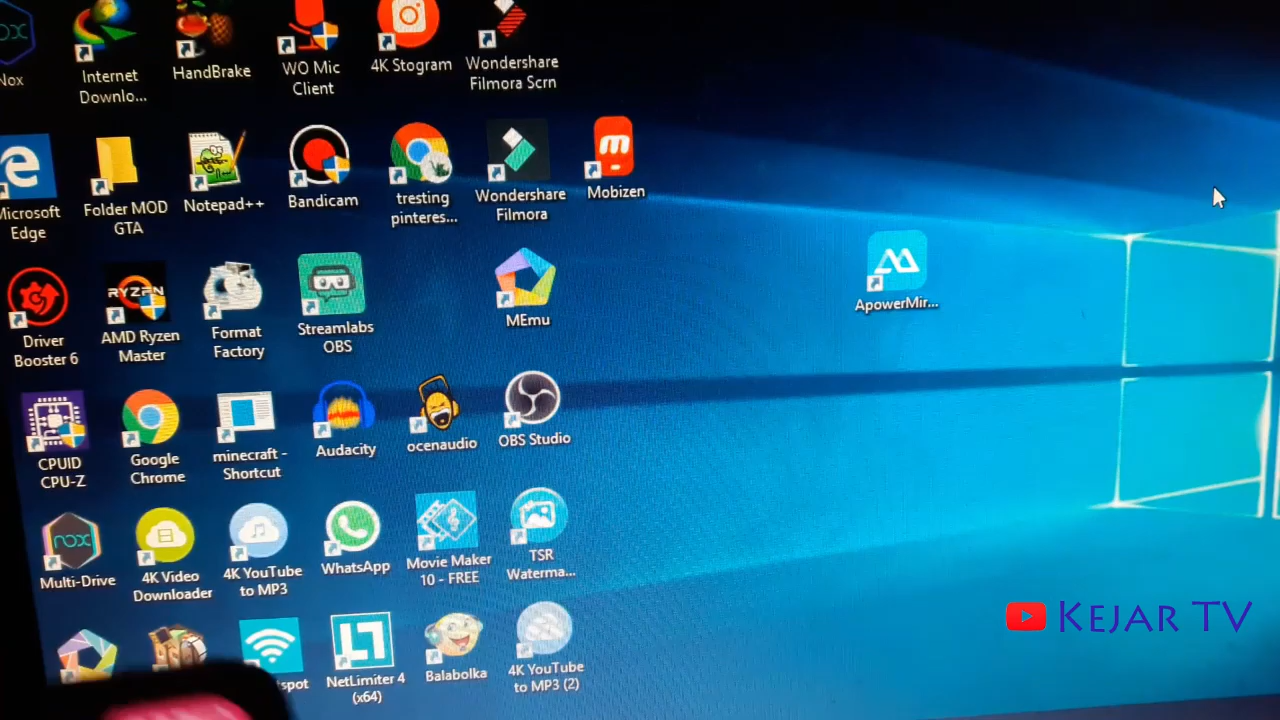 Nox
Internet
Downlo...
HandBrake
WO Mic
Client
4K Stogram
Wondershare
Filmora Scrn
Microsoft
Edge
Folder MOD
GTA
Notepad++
Bandicam
tresting
pinteres...
Wondershare
Filmora
m
Mobizen
Driver
Booster 6
RYZEN
AMD Ryzen
Master
Format
Factory
Streamlabs
OBS
MEmu
ApowerMir...
CPUID
CPU-Z
Google
Chrome
minecraft -
Shortcut
Audacity
ocenaudio
OBS Studio
nox
Multi-Drive
4K Video
Downloader
4K YouTube
to MP3
WhatsApp
Movie Maker
10 - FREE
TSR
Waterma...
spot
NetLimiter 4
(x64)
Balabolka
4K YouTube
to MP3 (2)
Kejar TV